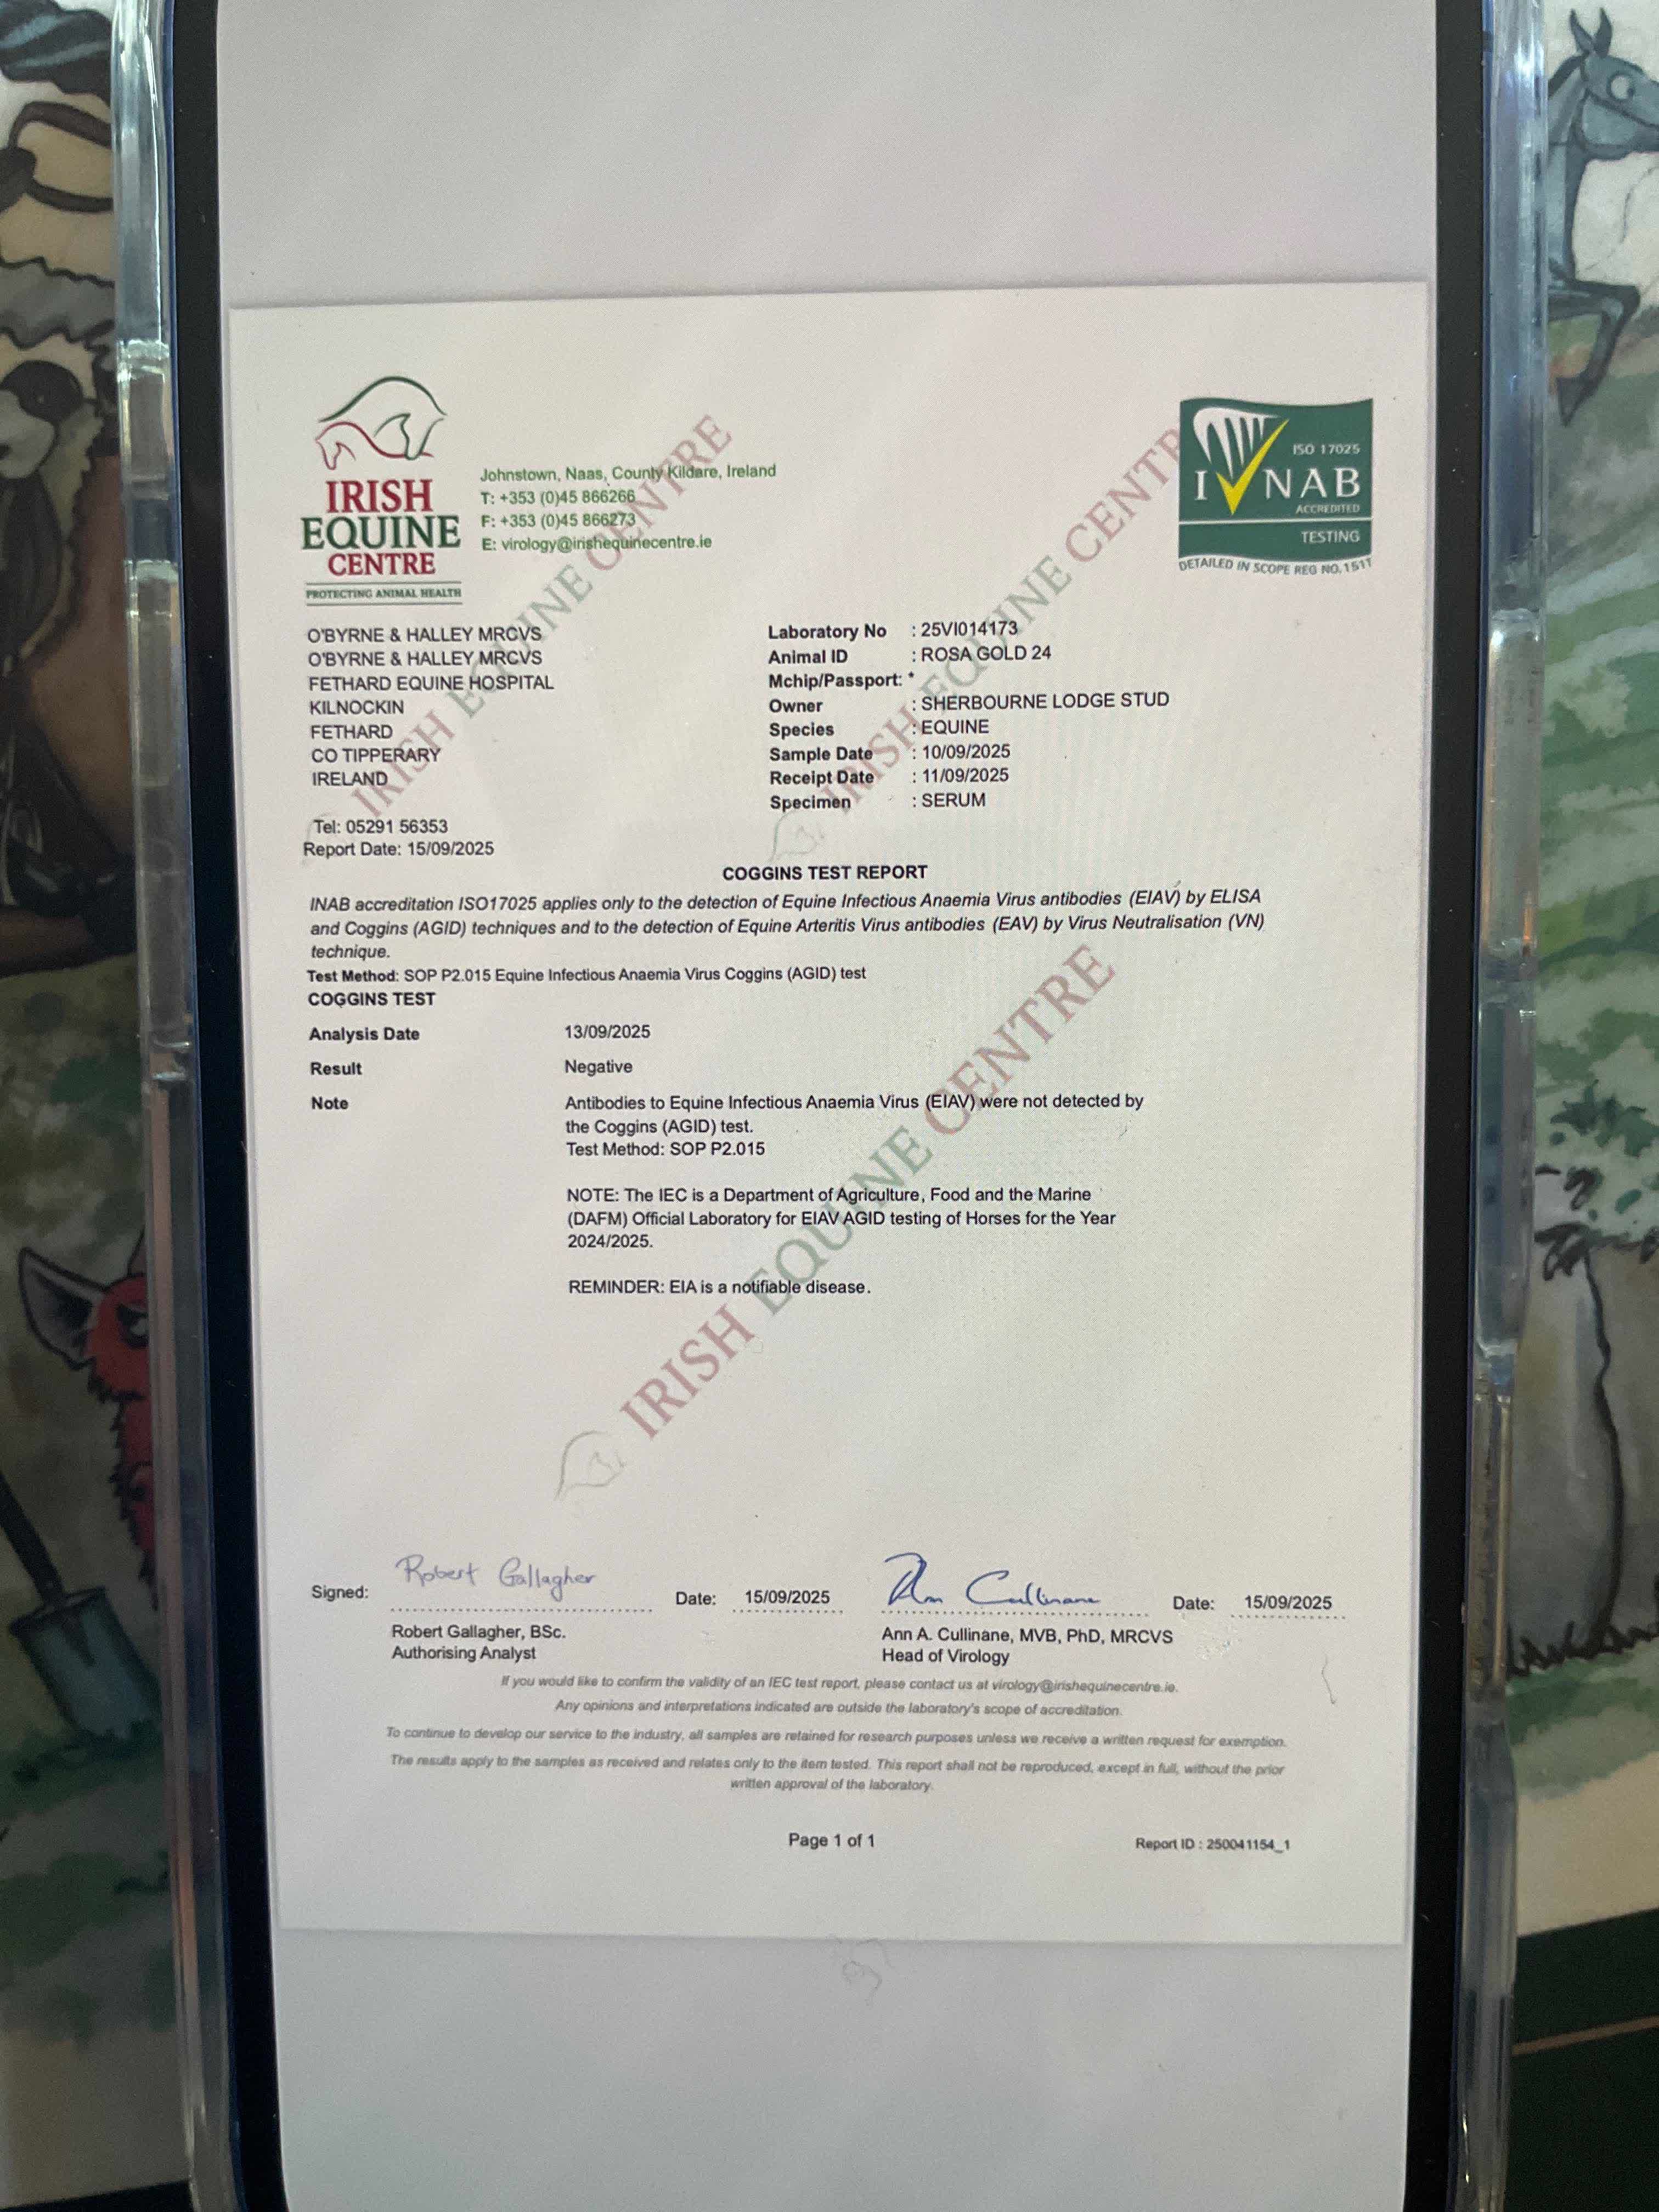 IRISH
EQUINE
CENTRE
PROTECTING ANIMAL HEALTH
Johnstown, Naas, County Kildare, Ireland
T: +353 (0)45 866266
F: +353 (0)45 866273
E: virology@irishequinecentre.ie
ISO 17025
INAB
ACCREDITED
TESTING
DETAILED IN SCOPE REG NO.151T
O'BYRNE & HALLEY MRCVS
O'BYRNE & HALLEY MRCVS
FETHARD EQUINE HOSPITAL
KILNOCKIN
FETHARD
CO TIPPERARY
IRELAND
Tel: 05291 56353
Report Date: 15/09/2025
Laboratory No : 25VI014173
Animal ID : ROSA GOLD 24
Mchip/Passport: *
Owner : SHERBOURNE LODGE STUD
Species : EQUINE
Sample Date : 10/09/2025
Receipt Date : 11/09/2025
Specimen : SERUM
IRISH EQUINE CENTRE
IRISH EQUINE CENTRE
COGGINS TEST REPORT
INAB accreditation ISO17025 applies only to the detection of Equine Infectious Anaemia Virus antibodies (EIAV) by ELISA
and Coggins (AGID) techniques and to the detection of Equine Arteritis Virus antibodies (EAV) by Virus Neutralisation (VN)
technique.
Test Method: SOP P2.015 Equine Infectious Anaemia Virus Coggins (AGID) test
COGGINS TEST
Analysis Date 13/09/2025
Result Negative
Note Antibodies to Equine Infectious Anaemia Virus (EIAV) were not detected by
the Coggins (AGID) test.
Test Method: SOP P2.015
NOTE: The IEC is a Department of Agriculture, Food and the Marine
(DAFM) Official Laboratory for EIAV AGID testing of Horses for the Year
2024/2025.
REMINDER: EIA is a notifiable disease.
IRISH EQUINE CENTRE
Robert Gallagher
Ann Cullinane
Signed: Date: 15/09/2025 Date: 15/09/2025
Robert Gallagher, BSc. Ann A. Cullinane, MVB, PhD, MRCVS
Authorising Analyst Head of Virology
If you would like to confirm the validity of an IEC test report, please contact us at virology@irishequinecentre.ie.
Any opinions and interpretations indicated are outside the laboratory's scope of accreditation.
To continue to develop our service to the industry, all samples are retained for research purposes unless we receive a written request for exemption.
The results apply to the samples as received and relates only to the item tested. This report shall not be reproduced, except in full, without the prior
written approval of the laboratory.
Page 1 of 1
Report ID : 250041154_1